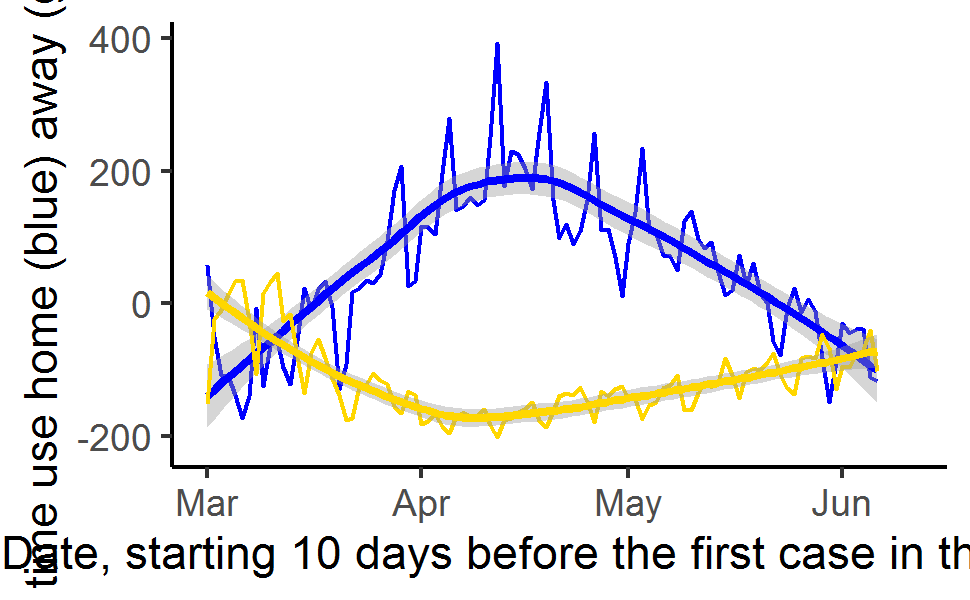 time use home (blue) away (
400
200
0
-200
Mar Apr May Jun
Date, starting 10 days before the first case in th